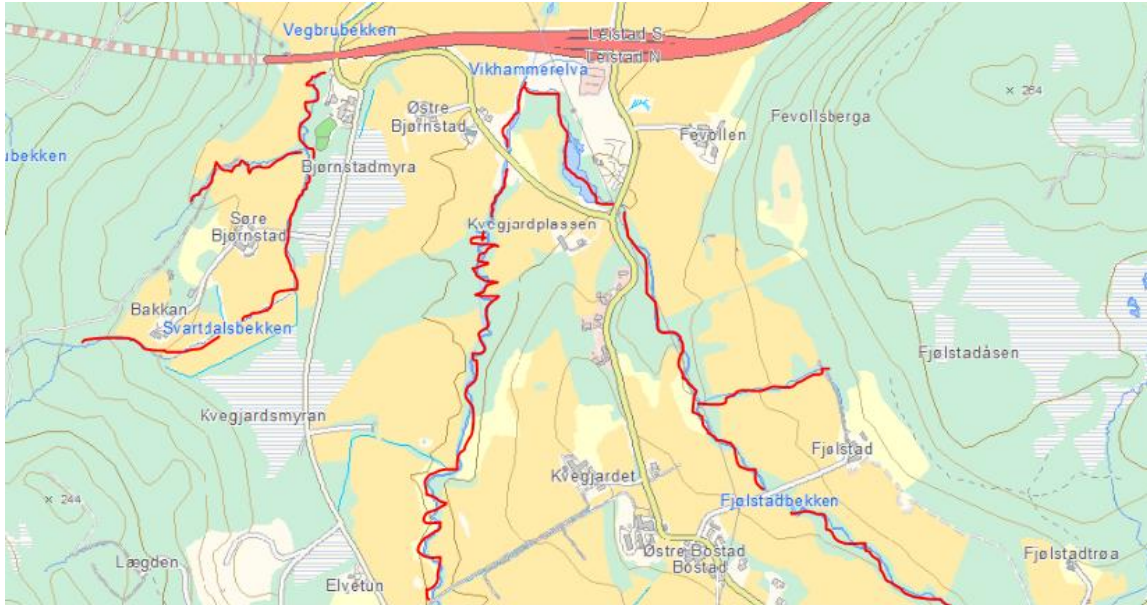 Vegbrubekken
Leistad S
Leistad N
Vikhammerelva
× 264
Østre
Bjørnstad
Fevollen
Fevollsberga
ubekken
Bjørnstadmyra
Søre
Bjørnstad
Kvegjardplassen
Bakkan
Svartdalsbekken
Fjølstadåsen
Kvegjardsmyran
Fjølstad
Kvegjardet
× 244
Fjølstadbekken
Østre Bostad
Bostad
Fjølstadtrøa
Lægden
Elvetun